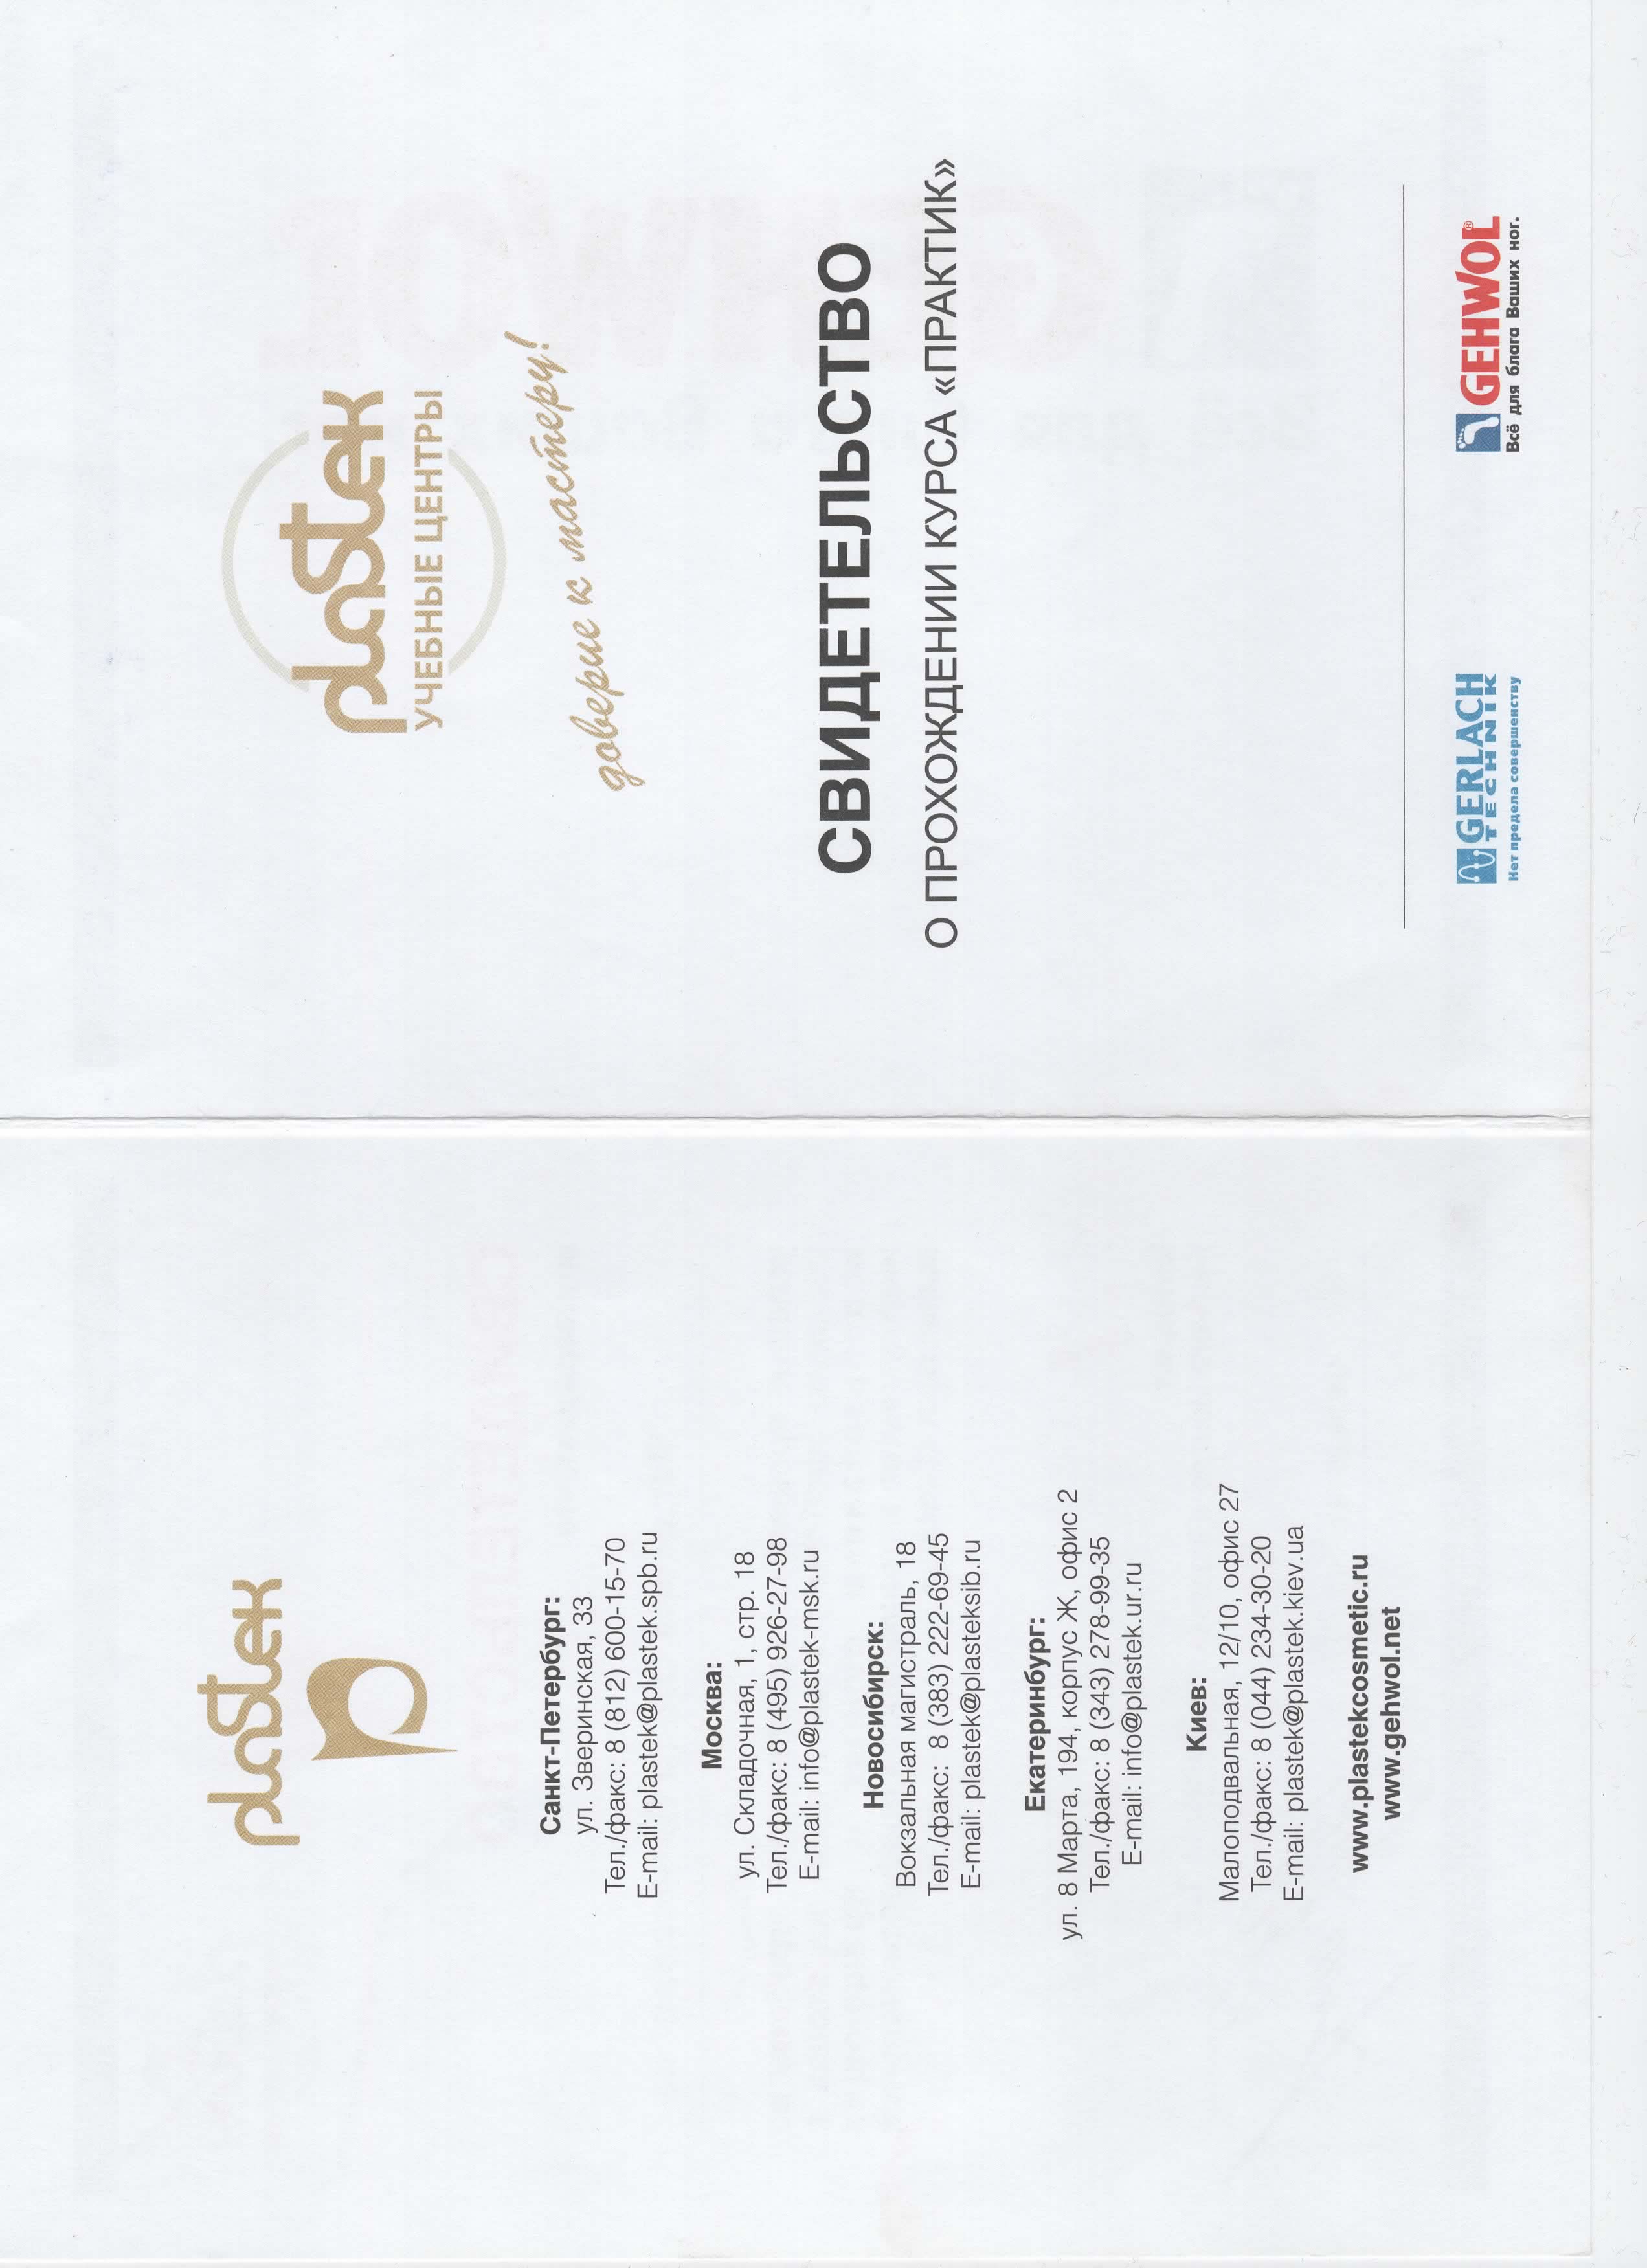 plastek
Санкт-Петербург:
ул. Зверинская, 33
Тел./факс: 8 (812) 600-15-70
E-mail: plastek@plastek.spb.ru
Москва:
ул. Складочная, 1, стр. 18
Тел./факс: 8 (495) 926-27-98
E-mail: info@plastek-msk.ru
Новосибирск:
Вокзальная магистраль, 18
Тел./факс: 8 (383) 222-69-45
E-mail: plastek@plasteksib.ru
Екатеринбург:
ул. 8 Марта, 194, корпус Ж, офис 2
Тел./факс: 8 (343) 278-99-35
E-mail: info@plastek.ur.ru
Киев:
Малоподвальная, 12/10, офис 27
Тел./факс: 8 (044) 234-30-20
E-mail: plastek@plastek.kiev.ua
www.plastekcosmetic.ru
www.gehwol.net
plastek
УЧЕБНЫЕ ЦЕНТРЫ
доверие к мастеру!
СВИДЕТЕЛЬСТВО
О ПРОХОЖДЕНИИ КУРСА «ПРАКТИК»
GERLACH
TECHNIK
Нет предела совершенству
GEHWOL®
Всё для блага Ваших ног.